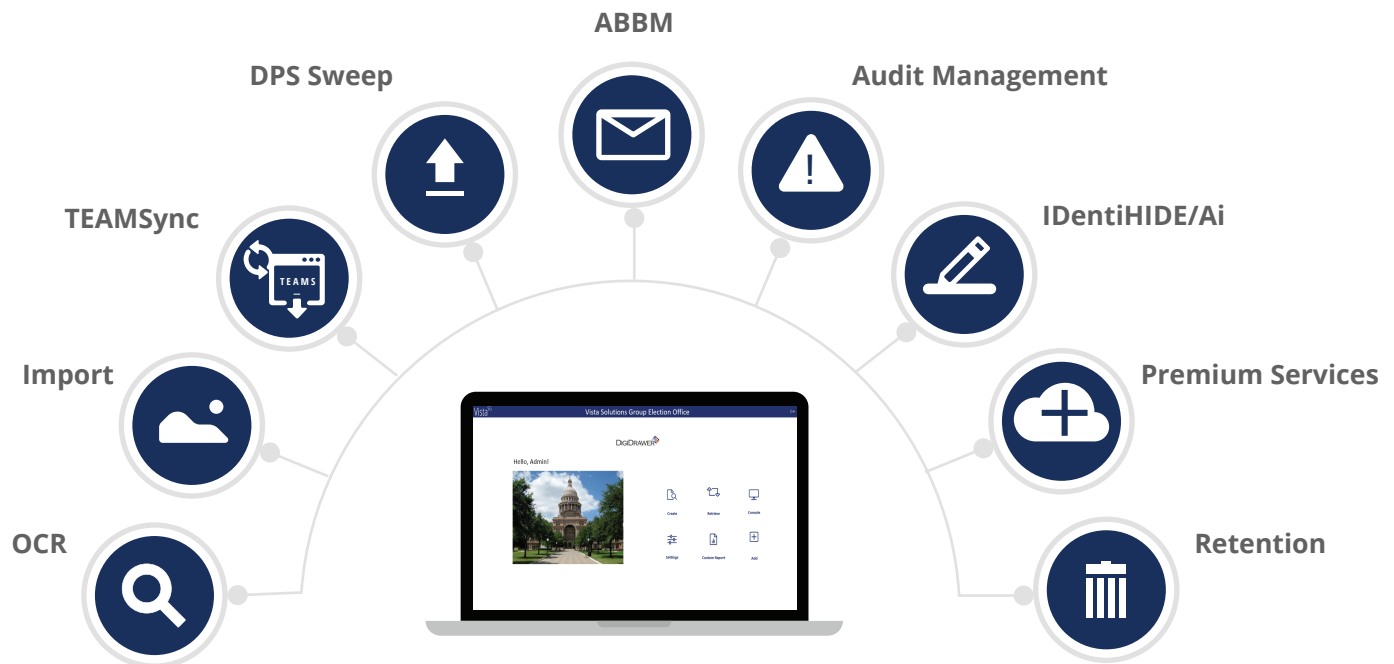 ABBM
DPS Sweep
Audit Management
TEAMSync
IDentiHIDE/Ai
TEAMS
Import
Premium Services
Vista
Vista Solutions Group Election Office
DIGIDRAWER
Hello, Admin!
Create
Retrieve
Console
Settings
Custom Report
Add
OCR
Retention